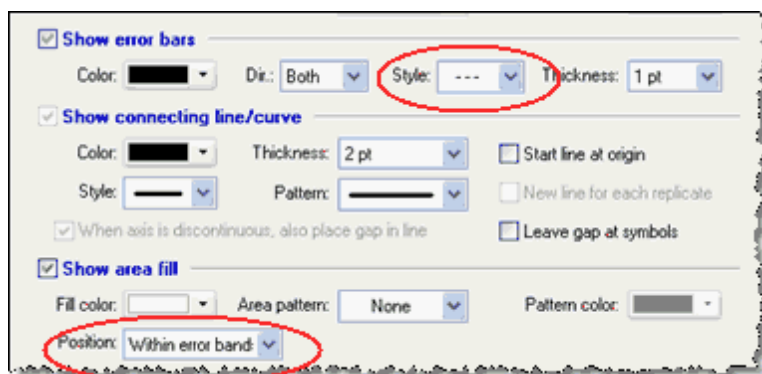 Show error bars
Color: Dir.: Both Style: --- Thickness: 1 pt
Show connecting line/curve
Color: Thickness: 2 pt Start line at origin
Style: Pattern: New line for each replicate
When axis is discontinuous, also place gap in line Leave gap at symbols
Show area fill
Fill color: Area pattern: None Pattern color:
Position: Within error band